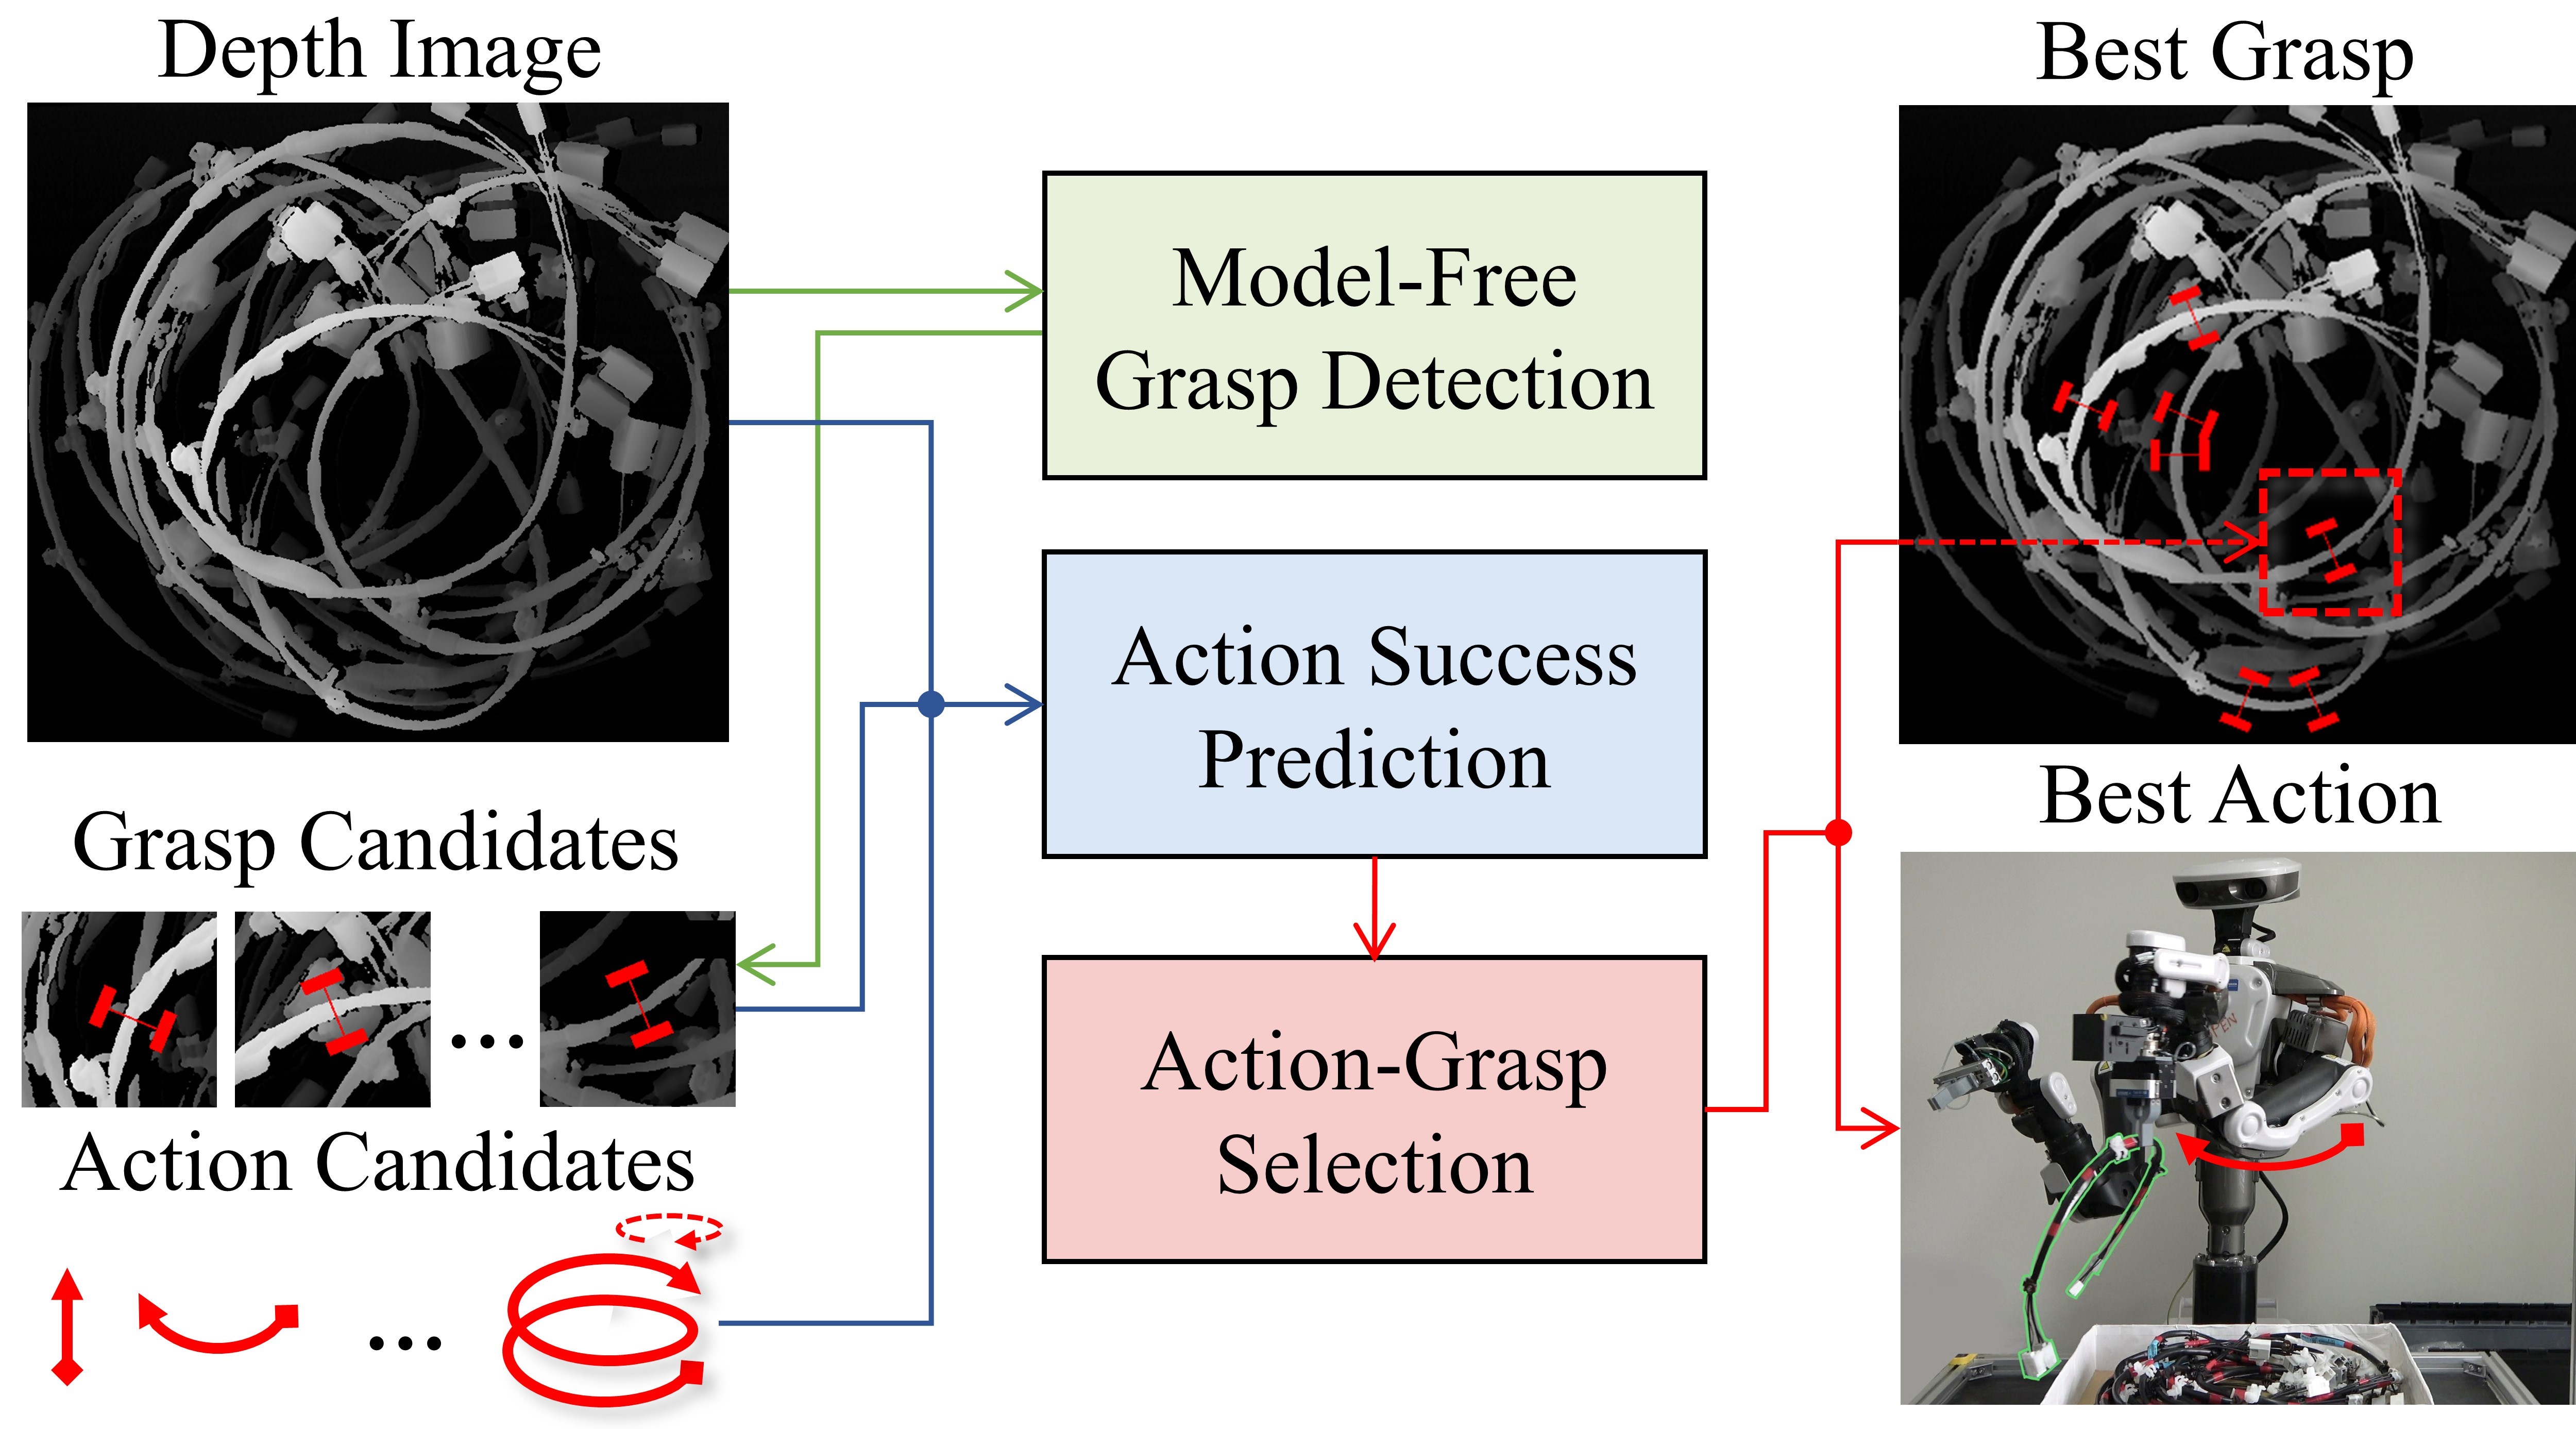 Depth Image
Grasp Candidates
...
Action Candidates
...
Model-Free
Grasp Detection
Action Success
Prediction
Action-Grasp
Selection
Best Grasp
Best Action